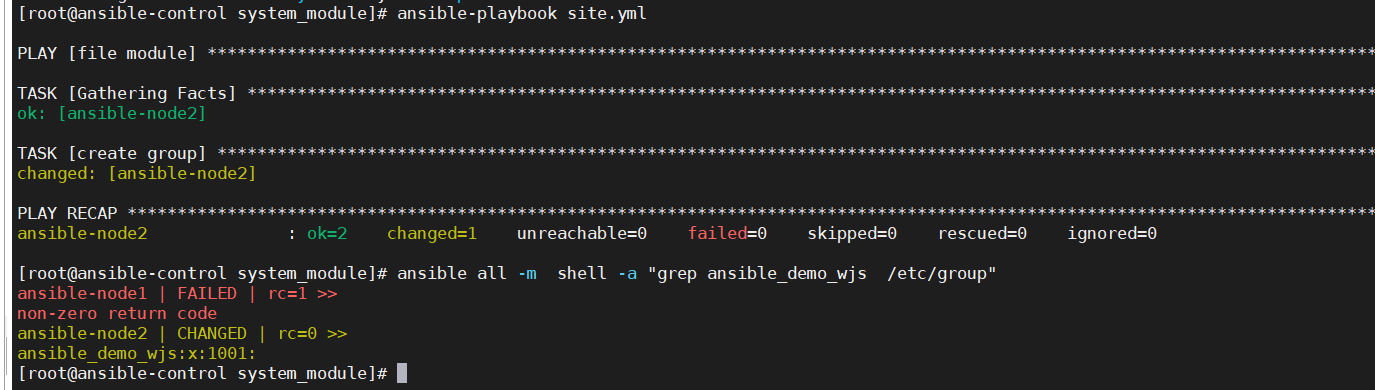 [root@ansible-control system_module]# ansible-playbook site.yml
PLAY [file module] *********************************************************************************************************************
TASK [Gathering Facts] *****************************************************************************************************************
ok: [ansible-node2]
TASK [create group] ********************************************************************************************************************
changed: [ansible-node2]
PLAY RECAP *****************************************************************************************************************************
ansible-node2              : ok=2    changed=1    unreachable=0    failed=0    skipped=0    rescued=0    ignored=0
[root@ansible-control system_module]# ansible all -m  shell -a "grep ansible_demo_wjs  /etc/group"
ansible-node1 | FAILED | rc=1 >>
non-zero return code
ansible-node2 | CHANGED | rc=0 >>
ansible_demo_wjs:x:1001:
[root@ansible-control system_module]#